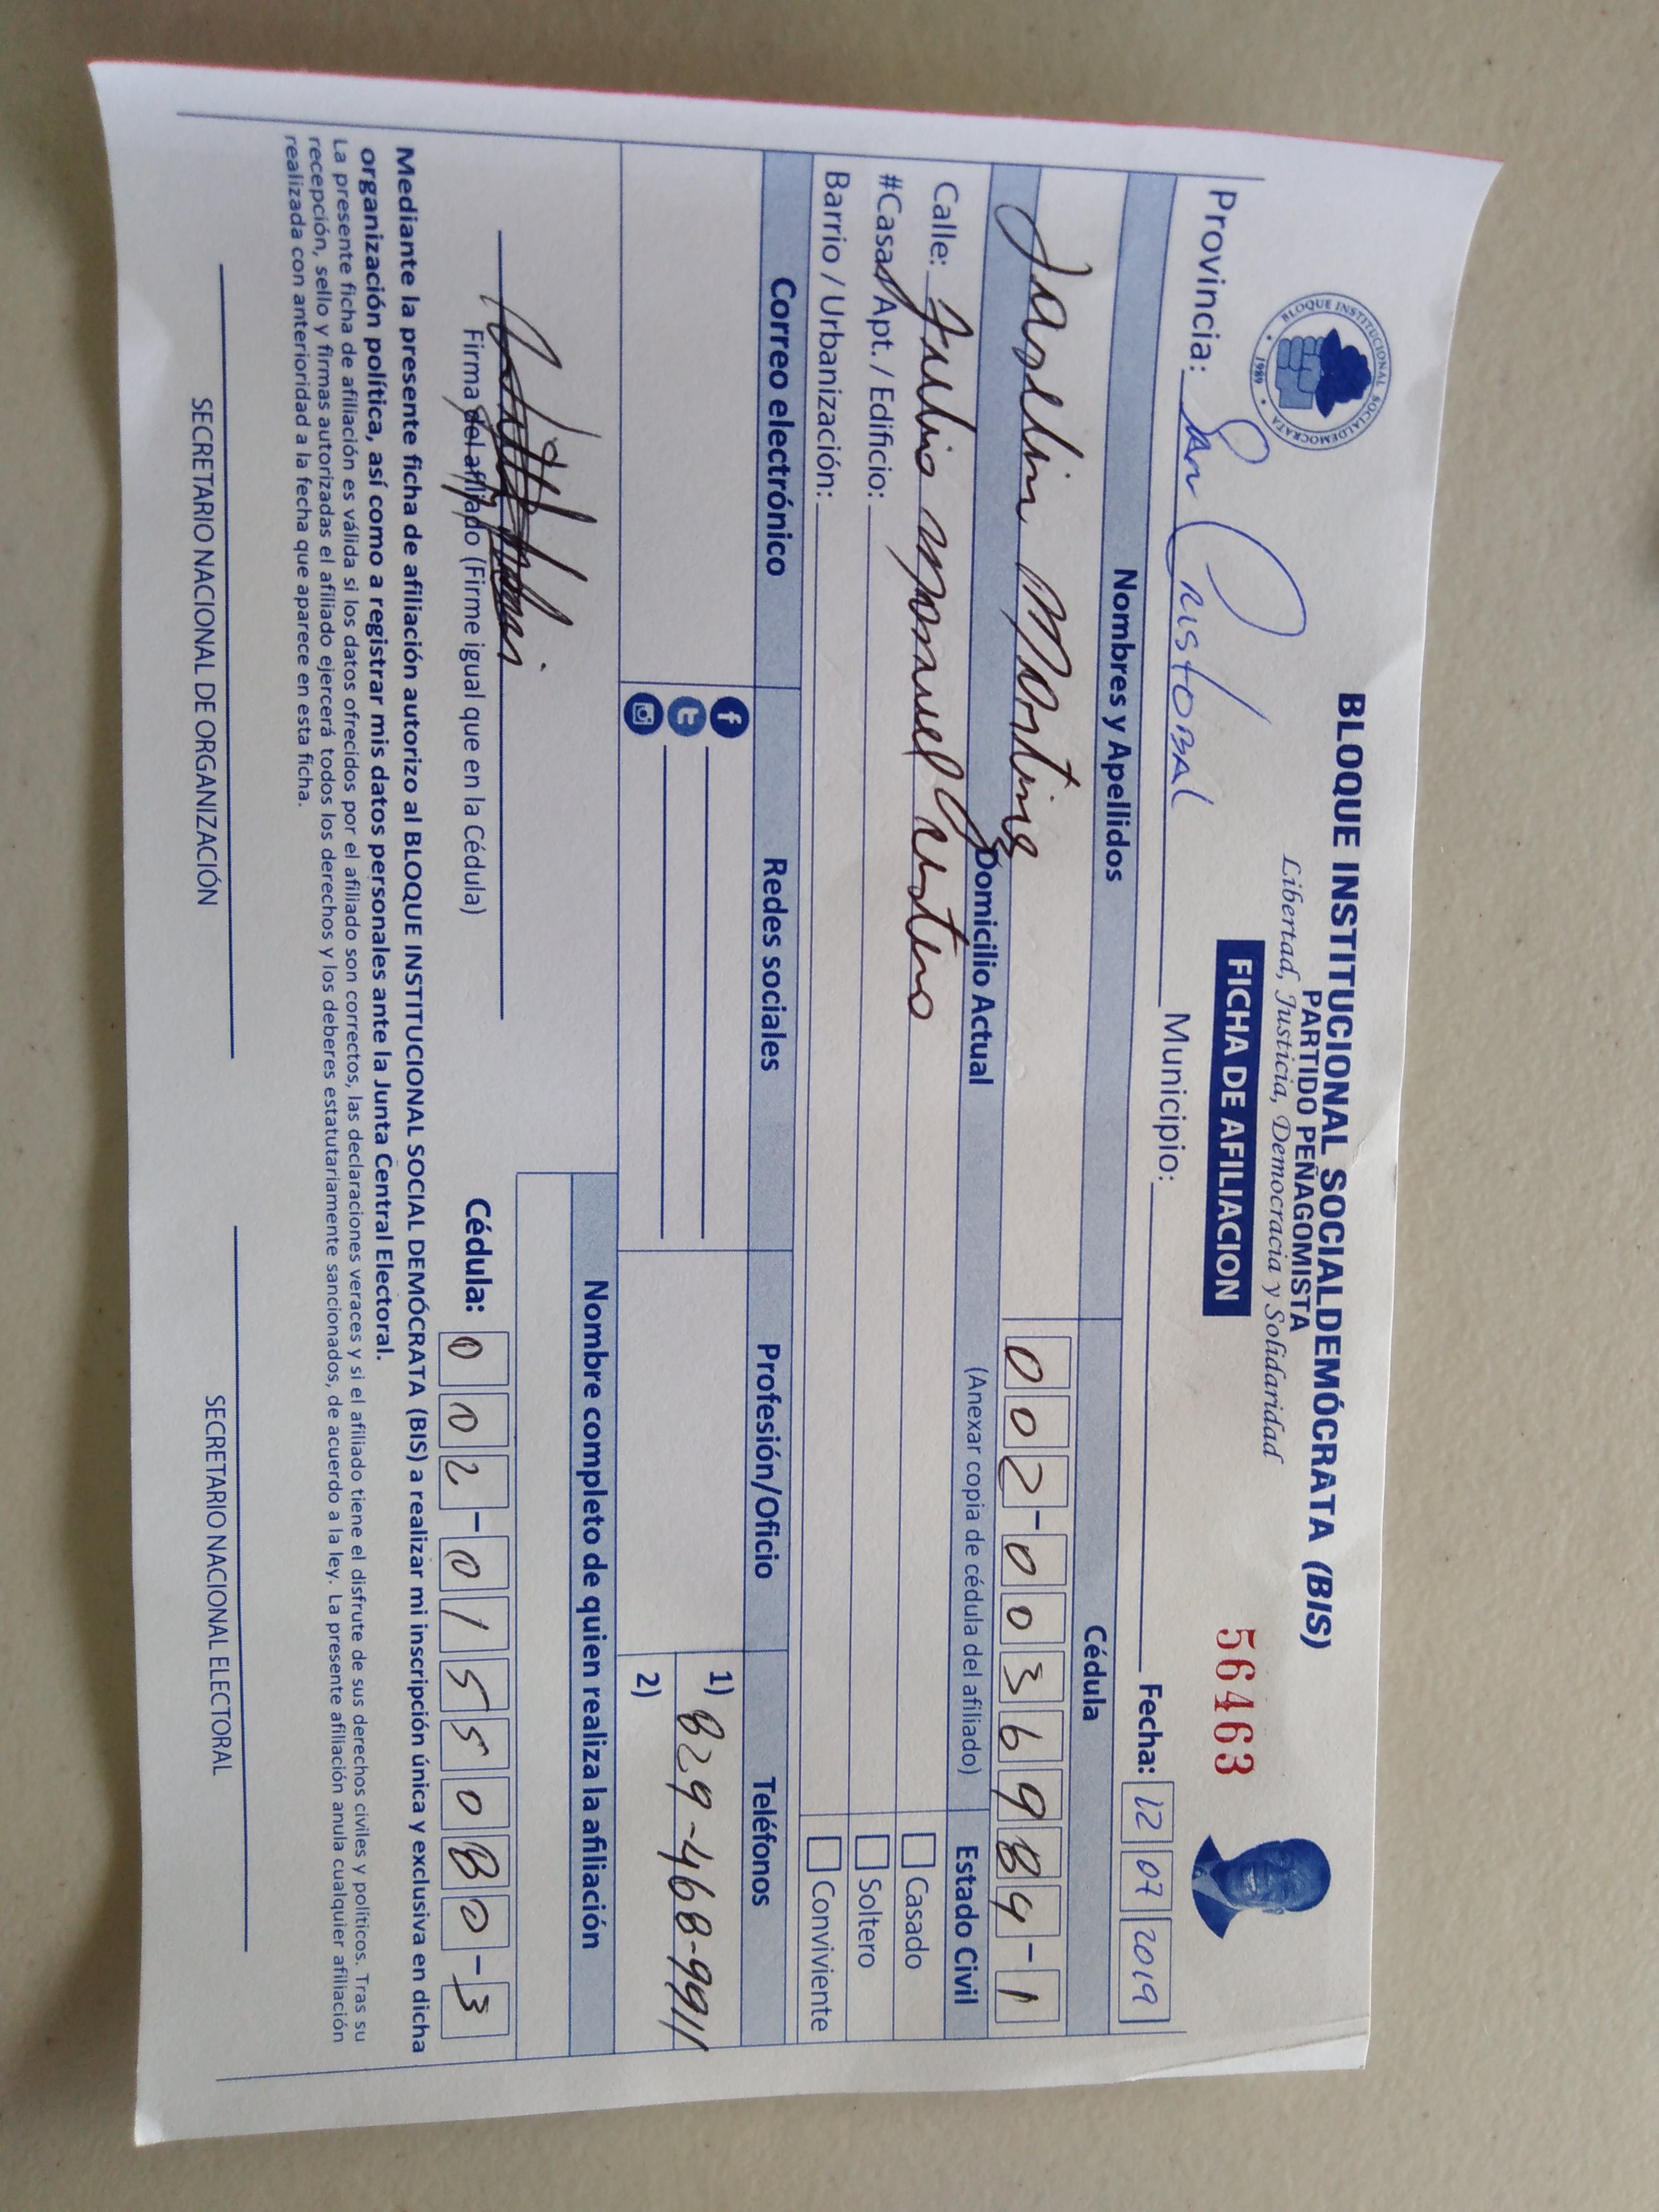 BLOQUE INSTITUCIONAL SOCIALDEMÓCRATA (BIS)
PARTIDO PEÑAGOMISTA
Libertad, Justicia, Democracia y Solidaridad
BLOQUE INSTITUCIONAL SOCIALDEMOCRATA
1989
FICHA DE AFILIACION
56463
Provincia: San Cristobal Municipio: Fecha: 12 07 2019
Nombres y Apellidos Cédula
Joselin Martinez 002-0036984-1
Domicilio Actual (Anexar copia de cédula del afiliado) Estado Civil
Calle: Julio manuel Casado
#Casa / Apt. / Edificio: Soltero
Barrio / Urbanización: Conviviente
Correo electrónico Redes sociales Profesión/Oficio Teléfonos
1) 829-468-9911
2)
Nombre completo de quien realiza la afiliación
Firma del afiliado (Firme igual que en la Cédula) Cédula: 002-0155080-3
Mediante la presente ficha de afiliación autorizo al BLOQUE INSTITUCIONAL SOCIAL DEMÓCRATA (BIS) a realizar mi inscripción única y exclusiva en dicha
organización política, así como a registrar mis datos personales ante la Junta Central Electoral.
La presente ficha de afiliación es válida si los datos ofrecidos por el afiliado son correctos, las declaraciones veraces y si el afiliado tiene el disfrute de sus derechos civiles y políticos. Tras su
recepción, sello y firmas autorizadas el afiliado ejercerá todos los derechos y los deberes estatutariamente sancionados, de acuerdo a la ley. La presente afiliación anula cualquier afiliación
realizada con anterioridad a la fecha que aparece en esta ficha.
SECRETARIO NACIONAL DE ORGANIZACIÓN SECRETARIO NACIONAL ELECTORAL